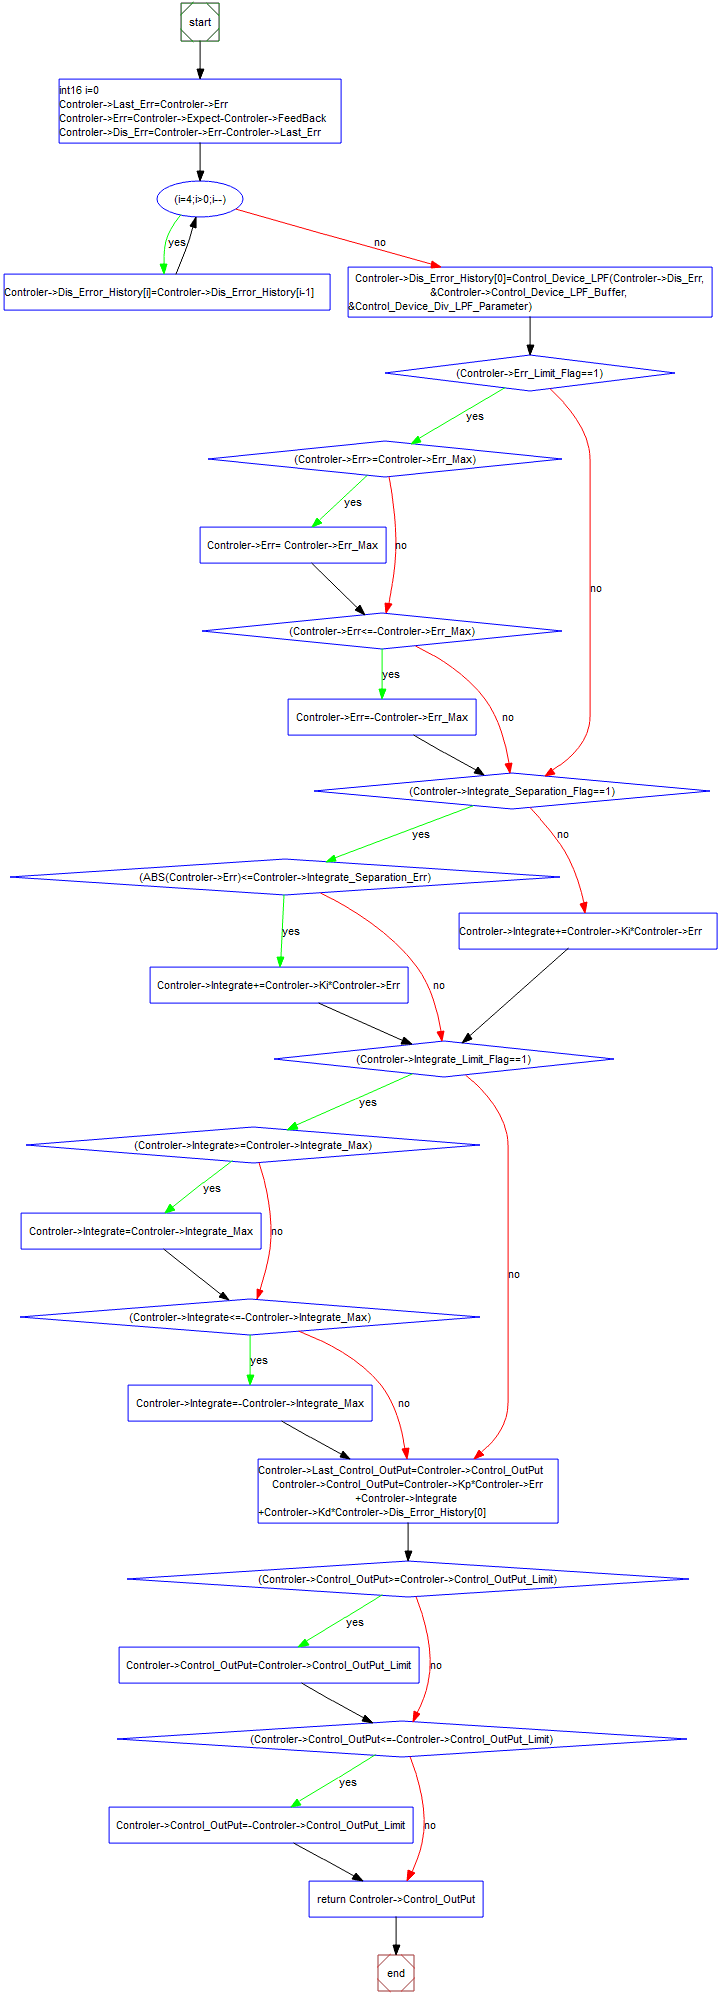 start
int16 i=0
Controler->Last_Err=Controler->Err
Controler->Err=Controler->Expect-Controler->FeedBack
Controler->Dis_Err=Controler->Err-Controler->Last_Err
(i=4;i>0;i--)
yes
no
Controler->Dis_Error_History[i]=Controler->Dis_Error_History[i-1]
Controler->Dis_Error_History[0]=Control_Device_LPF(Controler->Dis_Err,
&Controler->Control_Device_LPF_Buffer,
&Control_Device_Div_LPF_Parameter)
(Controler->Err_Limit_Flag==1)
yes
(Controler->Err>=Controler->Err_Max)
yes
Controler->Err= Controler->Err_Max
no
no
(Controler->Err<=-Controler->Err_Max)
yes
Controler->Err=-Controler->Err_Max
no
(Controler->Integrate_Separation_Flag==1)
yes
no
(ABS(Controler->Err)<=Controler->Integrate_Separation_Err)
yes
Controler->Integrate+=Controler->Ki*Controler->Err
Controler->Integrate+=Controler->Ki*Controler->Err
no
(Controler->Integrate_Limit_Flag==1)
yes
(Controler->Integrate>=Controler->Integrate_Max)
yes
Controler->Integrate=Controler->Integrate_Max
no
no
(Controler->Integrate<=-Controler->Integrate_Max)
yes
Controler->Integrate=-Controler->Integrate_Max
no
Controler->Last_Control_OutPut=Controler->Control_OutPut
Controler->Control_OutPut=Controler->Kp*Controler->Err
+Controler->Integrate
+Controler->Kd*Controler->Dis_Error_History[0]
(Controler->Control_OutPut>=Controler->Control_OutPut_Limit)
yes
Controler->Control_OutPut=Controler->Control_OutPut_Limit
no
(Controler->Control_OutPut<=-Controler->Control_OutPut_Limit)
yes
Controler->Control_OutPut=-Controler->Control_OutPut_Limit
no
return Controler->Control_OutPut
end